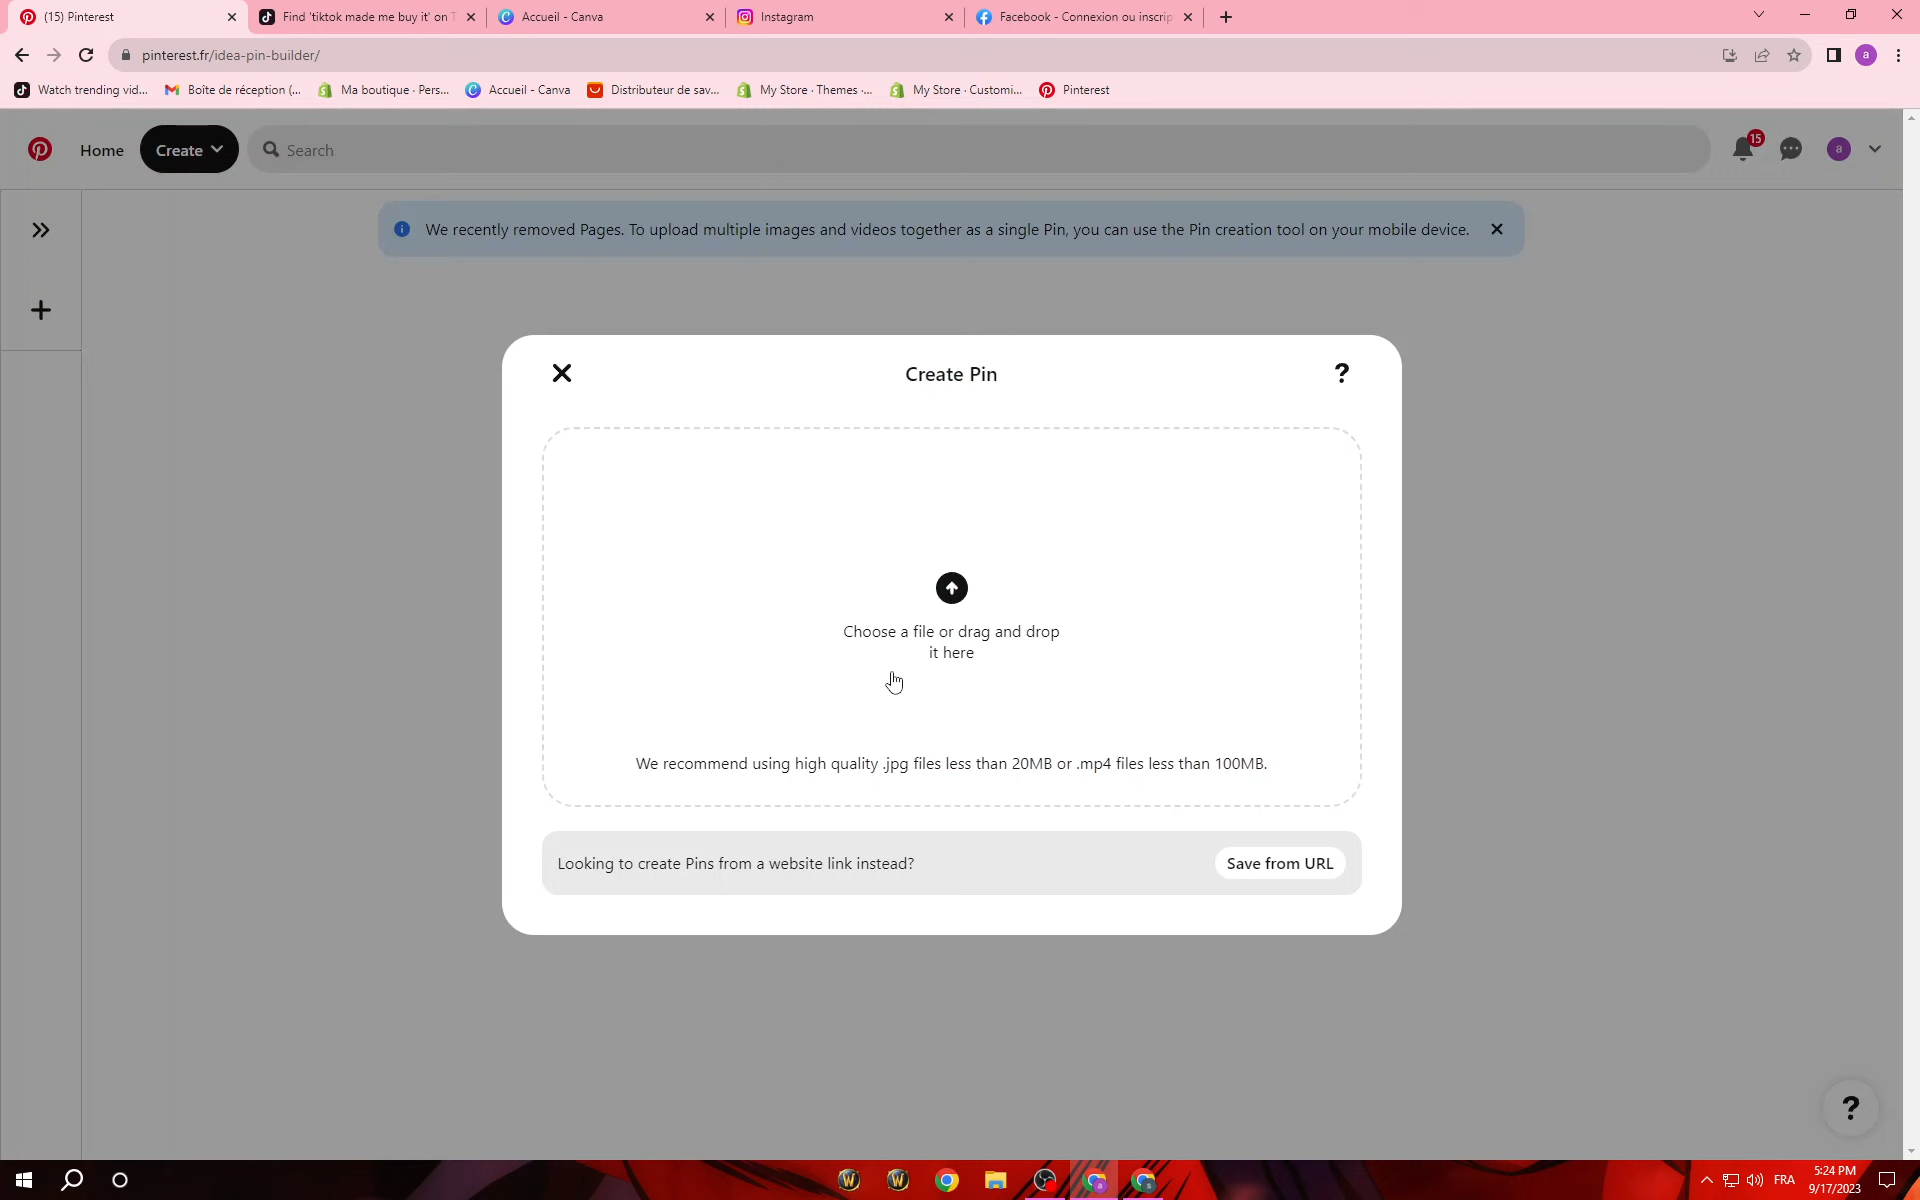 (15) Pinterest
Find 'tiktok made me buy it' on T
Accueil - Canva
Instagram
Facebook - Connexion ou inscrip
pinterest.fr/idea-pin-builder/
a
Watch trending vid...
Boîte de réception (...
Ma boutique · Pers...
Accueil - Canva
Distributeur de sav...
My Store · Themes ·...
My Store · Customi...
Pinterest
Home
Create
Search
15
a
We recently removed Pages. To upload multiple images and videos together as a single Pin, you can use the Pin creation tool on your mobile device.
Create Pin
?
Choose a file or drag and drop
it here
We recommend using high quality .jpg files less than 20MB or .mp4 files less than 100MB.
Looking to create Pins from a website link instead?
Save from URL
?
FRA
5:24 PM
9/17/2023